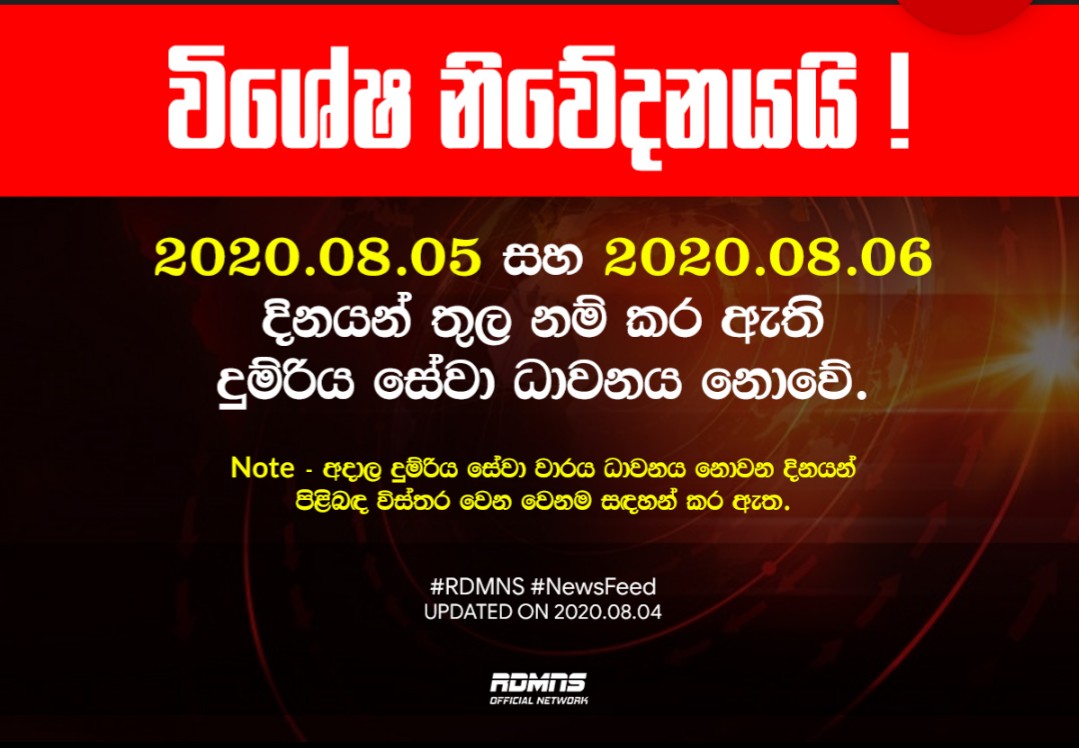 විශේෂ නිවේදනයයි !
2020.08.05 සහ 2020.08.06
දිනයන් තුල නම් කර ඇති
දුම්රිය සේවා ධාවනය නොවේ.
Note - අදාල දුම්රිය සේවා වාරය ධාවනය නොවන දිනයන්
පිළිබඳ විස්තර වෙන වෙනම සඳහන් කර ඇත.
#RDMNS #NewsFeed
UPDATED ON 2020.08.04
RDMNS
OFFICIAL NETWORK